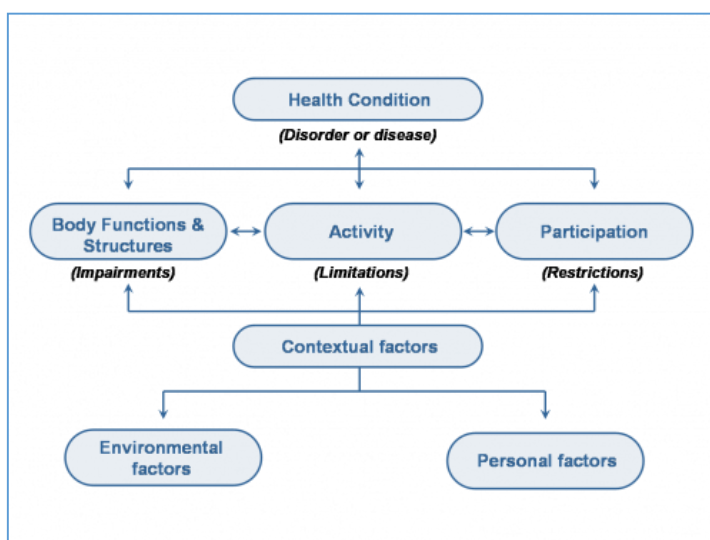 Health Condition
(Disorder or disease)
Body Functions &
Structures
(Impairments)
Activity
(Limitations)
Participation
(Restrictions)
Contextual factors
Environmental
factors
Personal factors